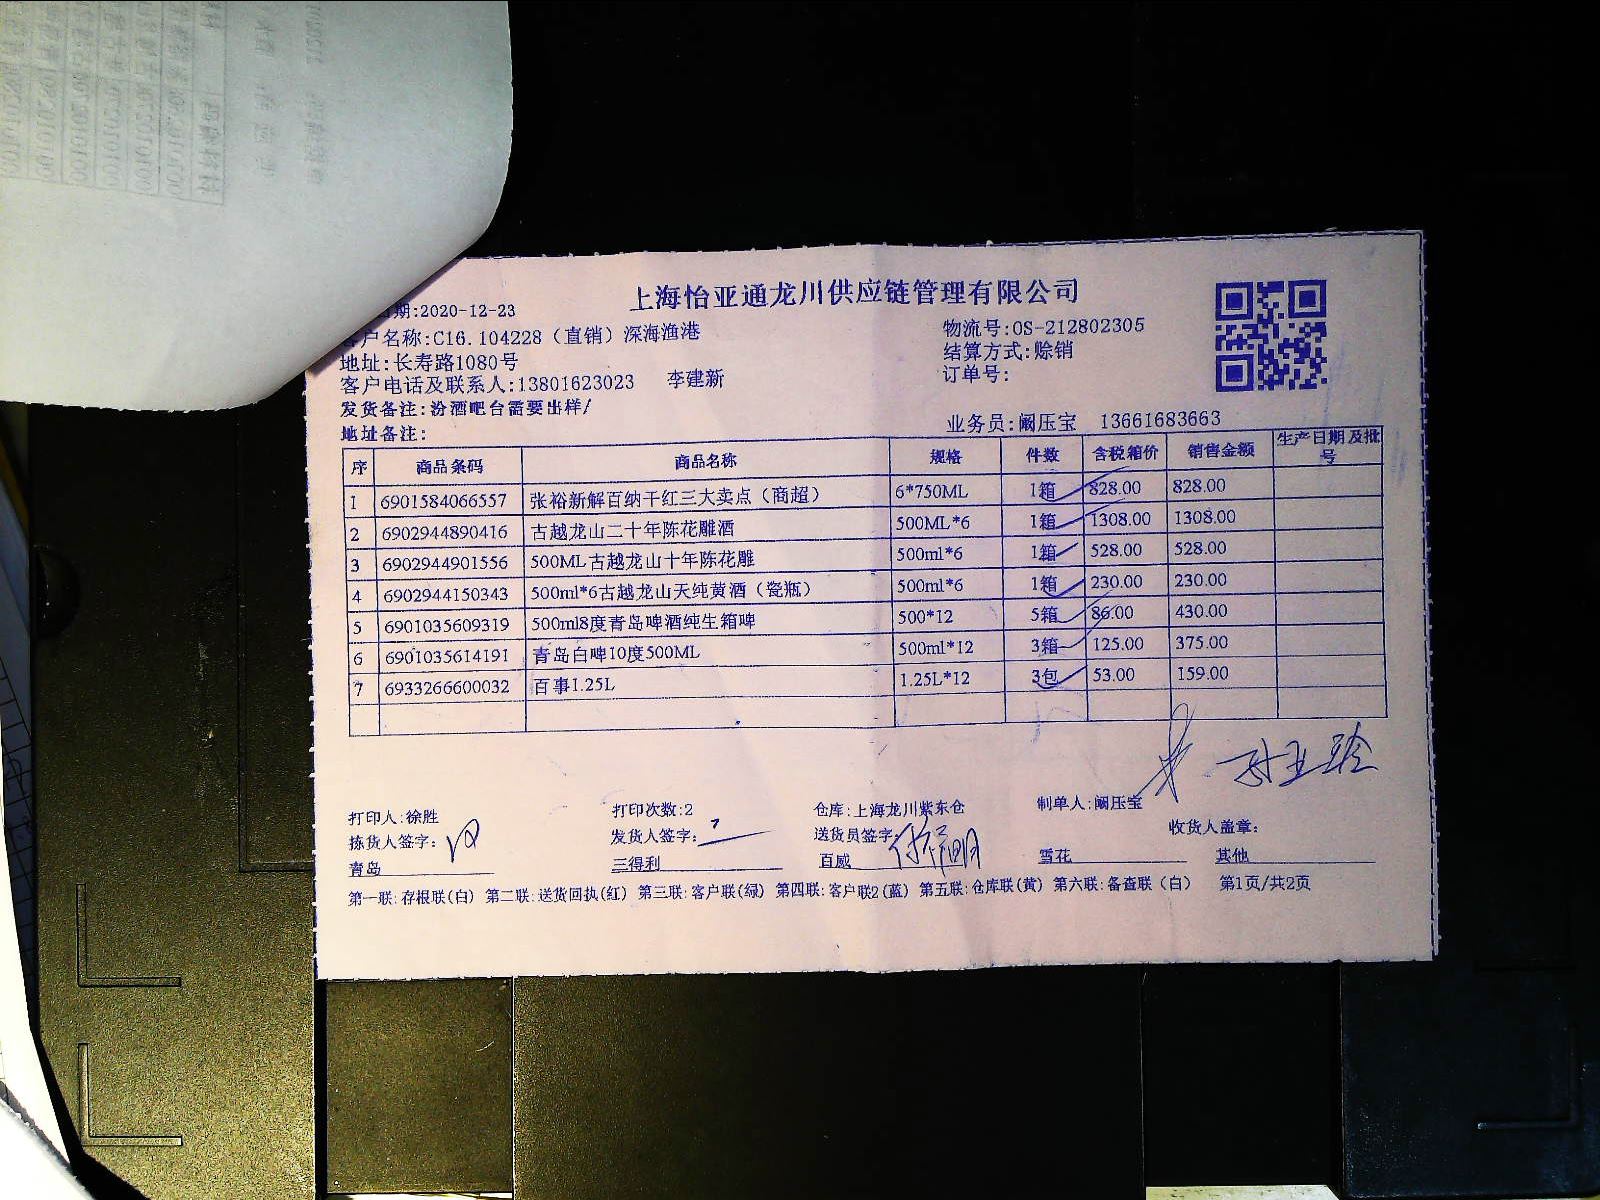 上海怡亚通龙川供应链管理有限公司
期:2020-12-23
户名称:C16.104228（直销）深海渔港
物流号:OS-212802305
地址:长寿路1080号
结算方式:赊销
客户电话及联系人:13801623023 李建新
订单号:
发货备注:汾酒吧台需要出样/
地址备注:
业务员:阚压宝 13661683663
序 商品条码 商品名称 规格 件数 含税箱价 销售金额 生产日期及批号
1 6901584066557 张裕新解百纳干红三大卖点（商超） 6*750ML 1箱 828.00 828.00
2 6902944890416 古越龙山二十年陈花雕酒 500ML*6 1箱 1308.00 1308.00
3 6902944901556 500ML古越龙山十年陈花雕 500ml*6 1箱 528.00 528.00
4 6902944150343 500ml*6古越龙山天纯黄酒（瓷瓶） 500ml*6 1箱 230.00 230.00
5 6901035609319 500ml8度青岛啤酒纯生箱啤 500*12 5箱 86.00 430.00
6 6901035614191 青岛白啤10度500ML 500ml*12 3箱 125.00 375.00
7 6933266600032 百事1.25L 1.25L*12 3包 53.00 159.00
打印人:徐胜 打印次数:2 仓库:上海龙川紫东仓 制单人:阚压宝
拣货人签字: 发货人签字: 送货员签字 收货人盖章:
青岛 三得利 百威 雪花 其他
第一联:存根联(白) 第二联:送货回执(红) 第三联:客户联(绿) 第四联:客户联2(蓝) 第五联:仓库联(黄) 第六联:备查联（白） 第1页/共2页